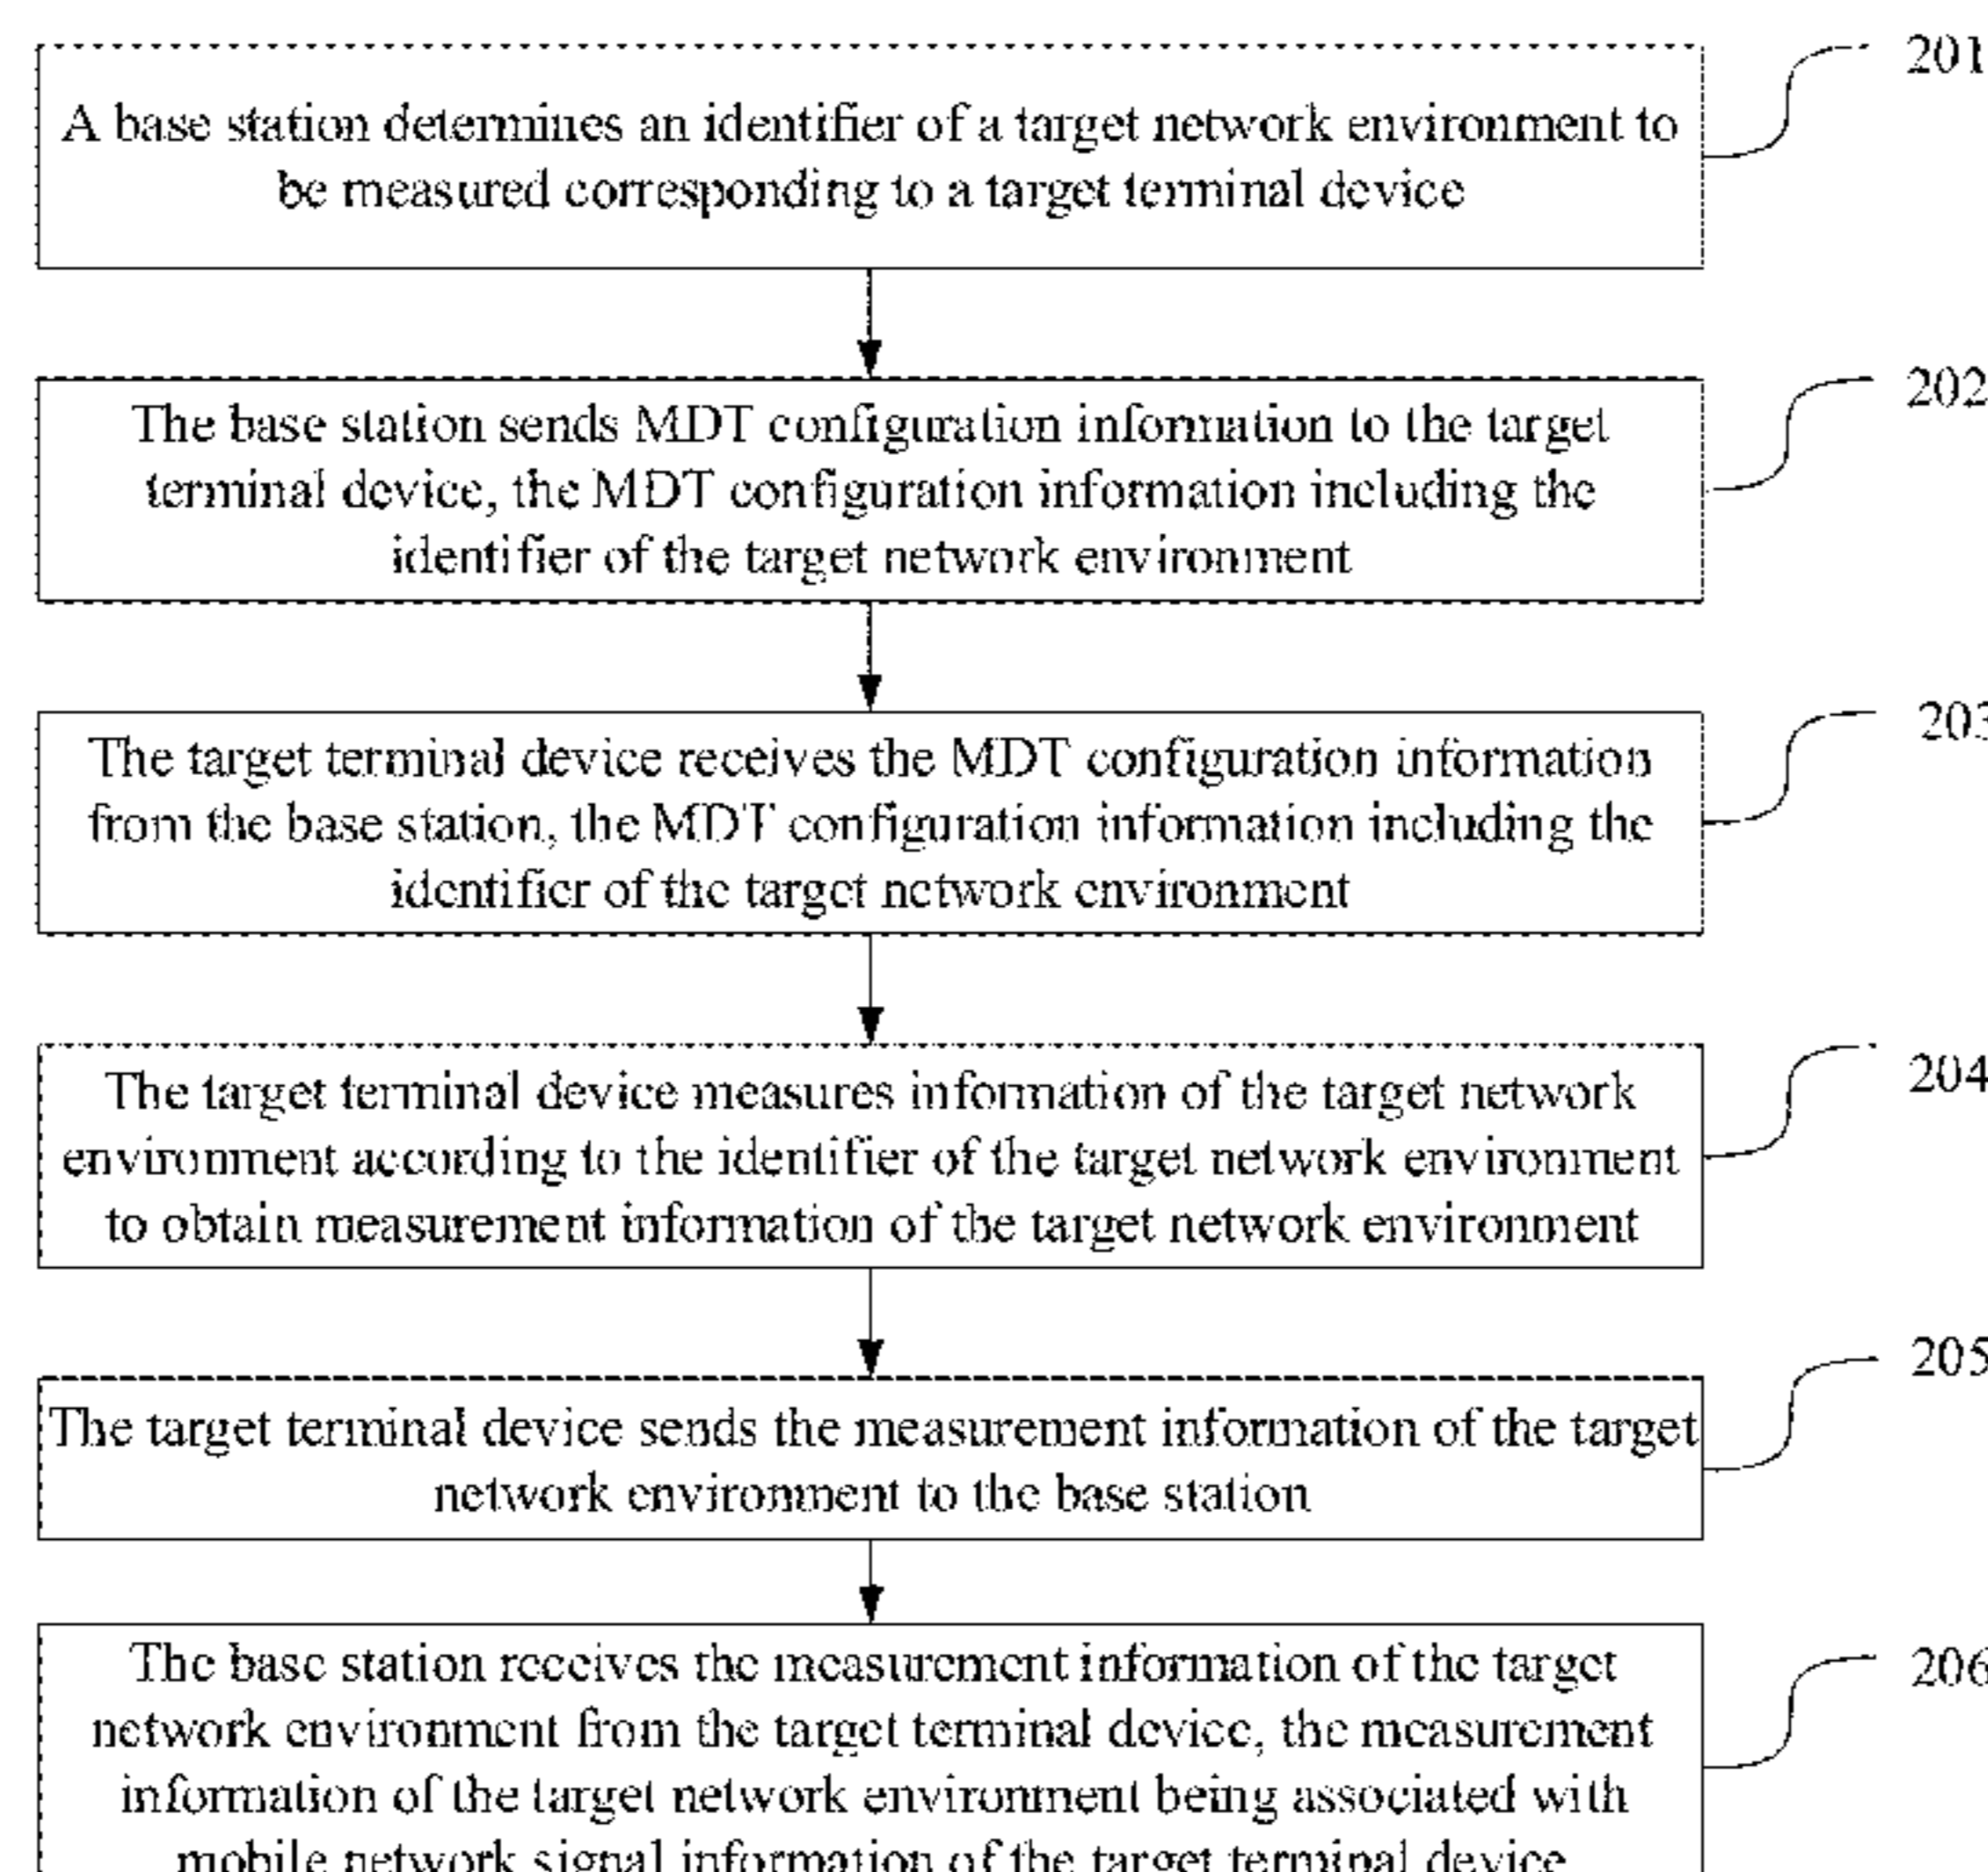 201
A base station determines an identifier of a target network environment to
be measured corresponding to a target terminal device
202
The base station sends MDT configuration information to the target
terminal device, the MDT configuration information including the
identifier of the target network environment
203
The target terminal device receives the MDT configuration information
from the base station, the MDT configuration information including the
identifier of the target network environment
204
The target terminal device measures information of the target network
environment according to the identifier of the target network environment
to obtain measurement information of the target network environment
205
The target terminal device sends the measurement information of the target
network environment to the base station
206
The base station receives the measurement information of the target
network environment from the target terminal device, the measurement
information of the target network environment being associated with
mobile network signal information of the target terminal device